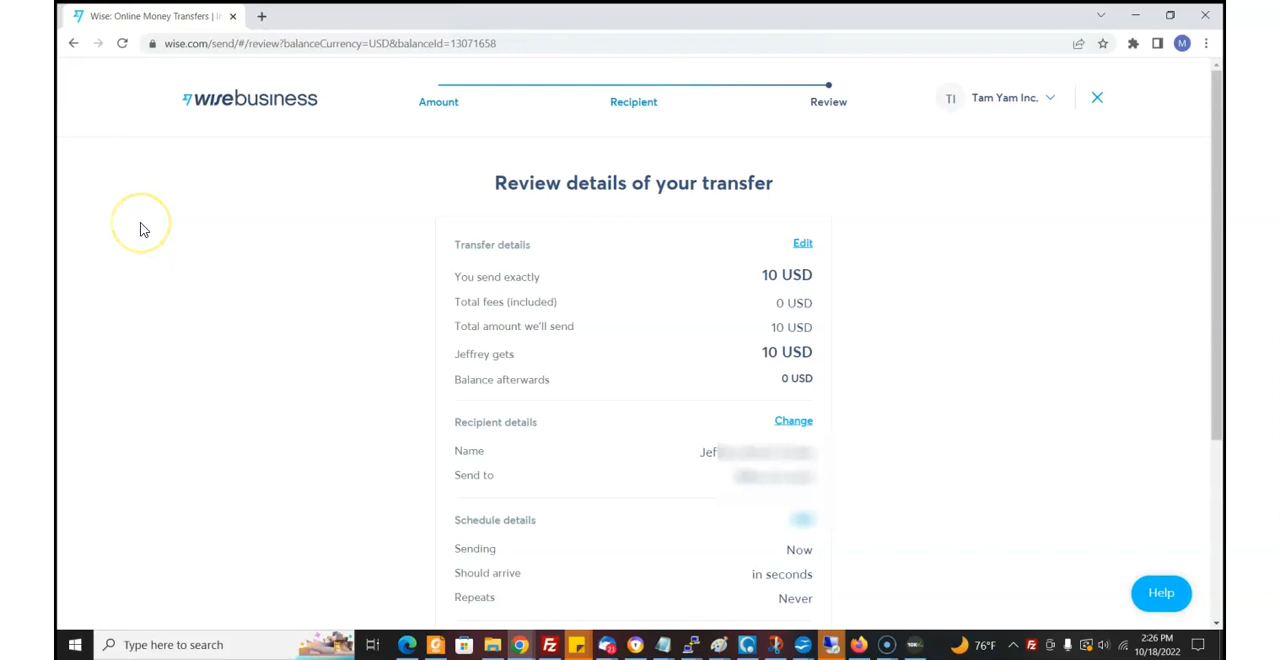 Wise: Online Money Transfers | I
wise.com/send/#/review?balanceCurrency=USD&balanceId=13071658
M
wisebusiness
Amount
Recipient
Review
TI
Tam Yam Inc.
Review details of your transfer
Transfer details
Edit
You send exactly
10 USD
Total fees (included)
0 USD
Total amount we'll send
10 USD
Jeffrey gets
10 USD
Balance afterwards
0 USD
Recipient details
Change
Name
Jef
Send to
Schedule details
Sending
Now
Should arrive
in seconds
Repeats
Never
Help
Type here to search
76°F
2:26 PM
10/18/2022